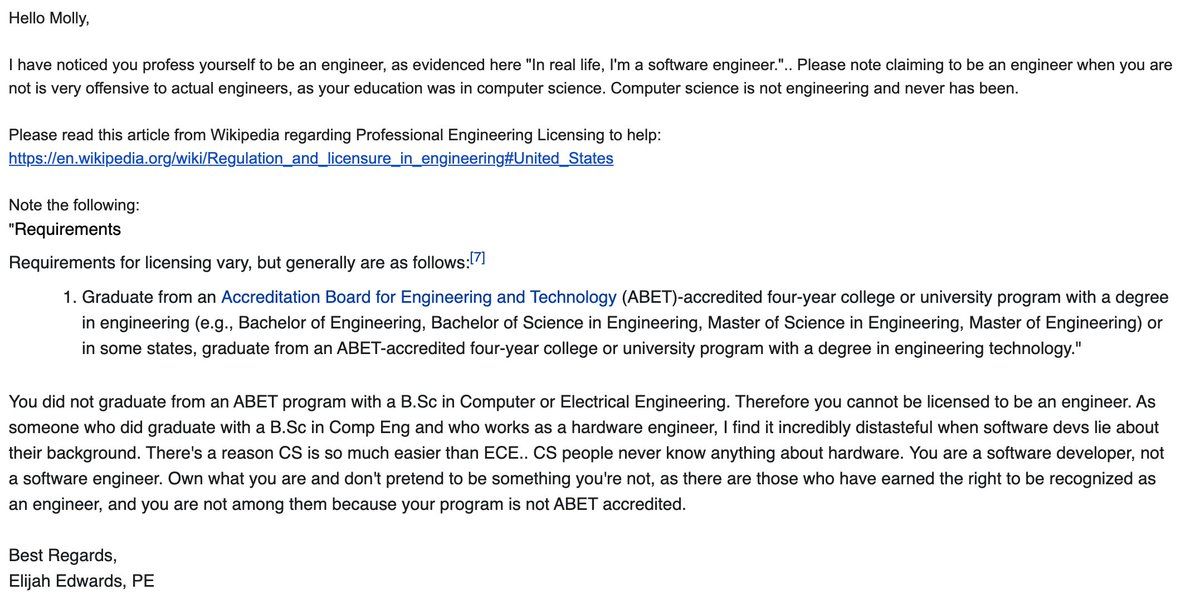 Hello Molly,
I have noticed you profess yourself to be an engineer, as evidenced here "In real life, I'm a software engineer.".. Please note claiming to be an engineer when you are
not is very offensive to actual engineers, as your education was in computer science. Computer science is not engineering and never has been.
Please read this article from Wikipedia regarding Professional Engineering Licensing to help:
https://en.wikipedia.org/wiki/Regulation_and_licensure_in_engineering#United_States
Note the following:
"Requirements
Requirements for licensing vary, but generally are as follows:[7]
1. Graduate from an Accreditation Board for Engineering and Technology (ABET)-accredited four-year college or university program with a degree
in engineering (e.g., Bachelor of Engineering, Bachelor of Science in Engineering, Master of Science in Engineering, Master of Engineering) or
in some states, graduate from an ABET-accredited four-year college or university program with a degree in engineering technology."
You did not graduate from an ABET program with a B.Sc in Computer or Electrical Engineering. Therefore you cannot be licensed to be an engineer. As
someone who did graduate with a B.Sc in Comp Eng and who works as a hardware engineer, I find it incredibly distasteful when software devs lie about
their background. There's a reason CS is so much easier than ECE.. CS people never know anything about hardware. You are a software developer, not
a software engineer. Own what you are and don't pretend to be something you're not, as there are those who have earned the right to be recognized as
an engineer, and you are not among them because your program is not ABET accredited.
Best Regards,
Elijah Edwards, PE